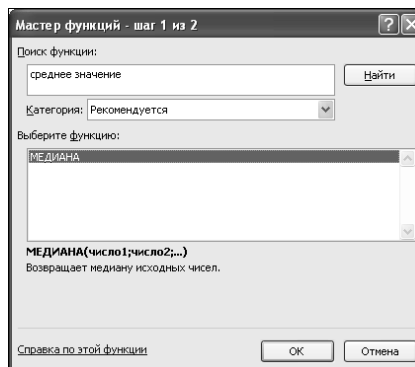 Мастер функций - шаг 1 из 2
Поиск функции:
среднее значение
Найти
Категория: Рекомендуется
Выберите функцию:
МЕДИАНА
МЕДИАНА(число1;число2;...)
Возвращает медиану исходных чисел.
Справка по этой функции
ОК
Отмена